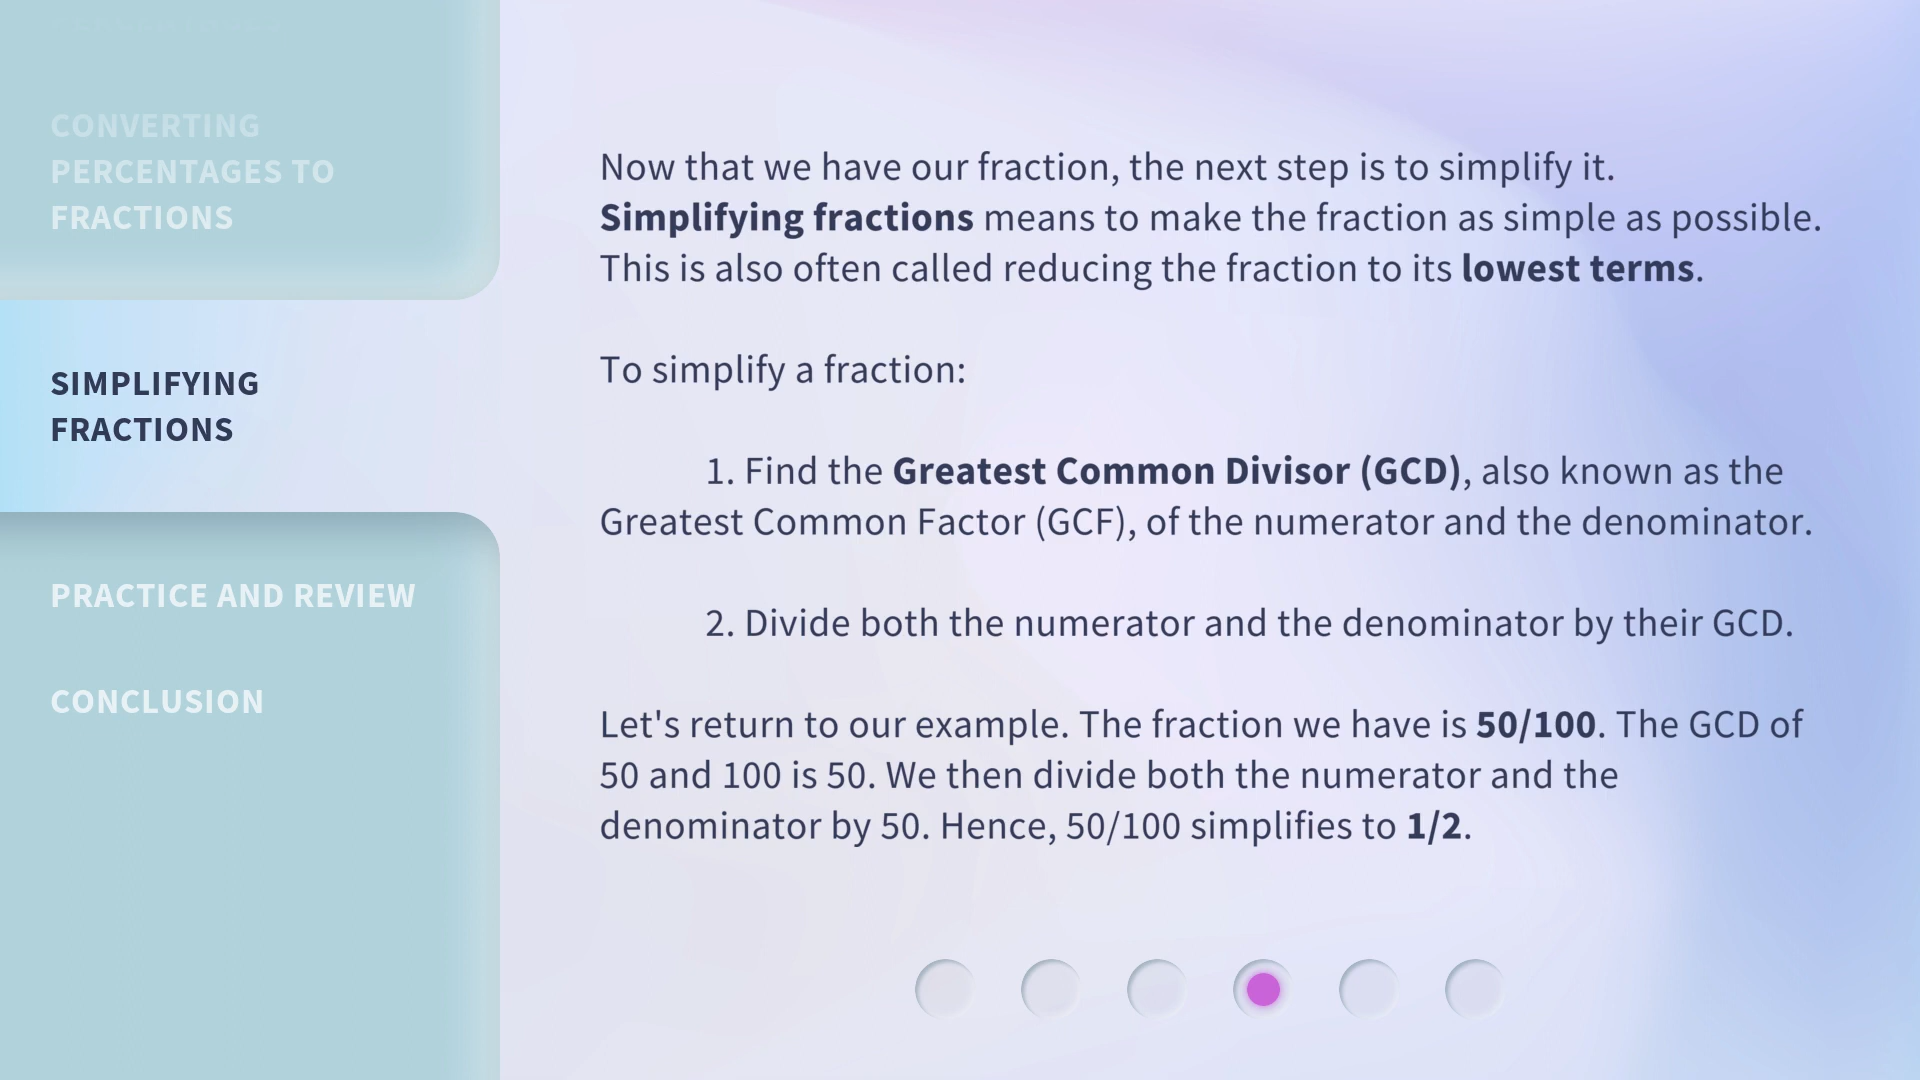 CONVERTING
PERCENTAGES TO
FRACTIONS
SIMPLIFYING
FRACTIONS
PRACTICE AND REVIEW
CONCLUSION
Now that we have our fraction, the next step is to simplify it.
Simplifying fractions means to make the fraction as simple as possible.
This is also often called reducing the fraction to its lowest terms.
To simplify a fraction:
1. Find the Greatest Common Divisor (GCD), also known as the
Greatest Common Factor (GCF), of the numerator and the denominator.
2. Divide both the numerator and the denominator by their GCD.
Let's return to our example. The fraction we have is 50/100. The GCD of
50 and 100 is 50. We then divide both the numerator and the
denominator by 50. Hence, 50/100 simplifies to 1/2.